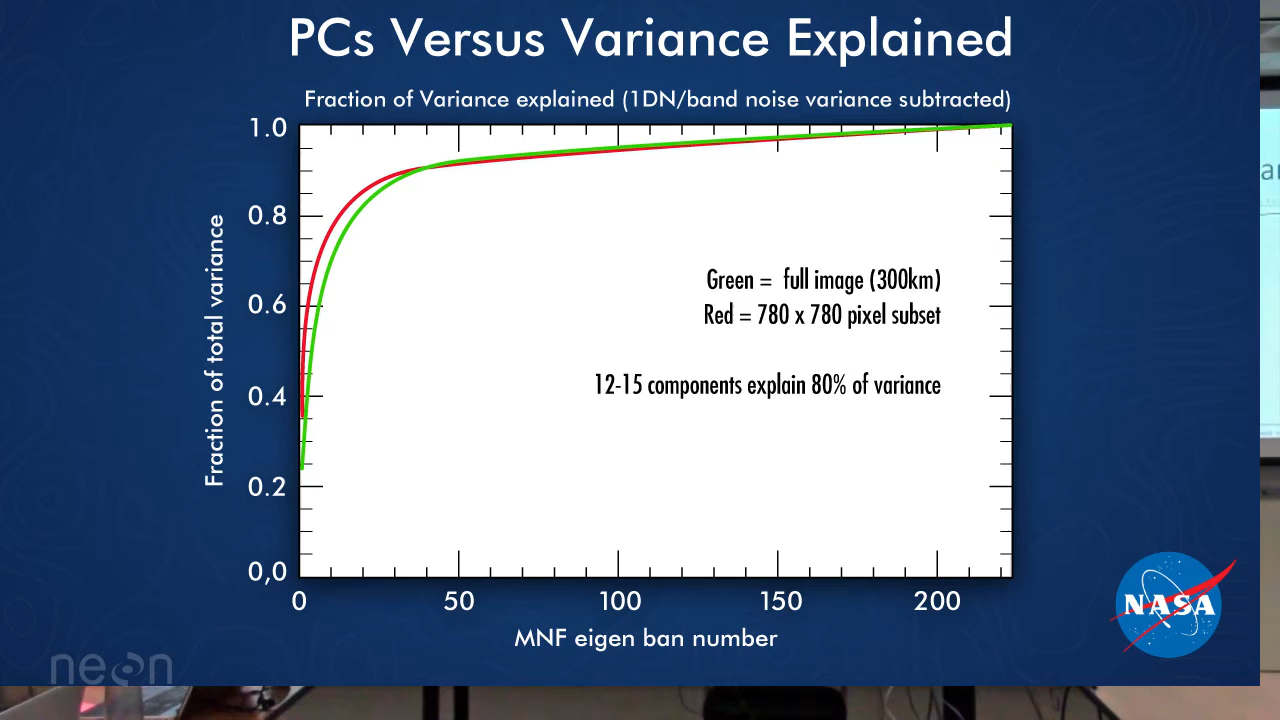 PCs Versus Variance Explained
Fraction of Variance explained (1DN/band noise variance subtracted)
1.0
0.8
0.6
0.4
0.2
0,0
Fraction of total variance
Green = full image (300km)
Red = 780 x 780 pixel subset
12-15 components explain 80% of variance
0 50 100 150 200
MNF eigen ban number
NASA
neon